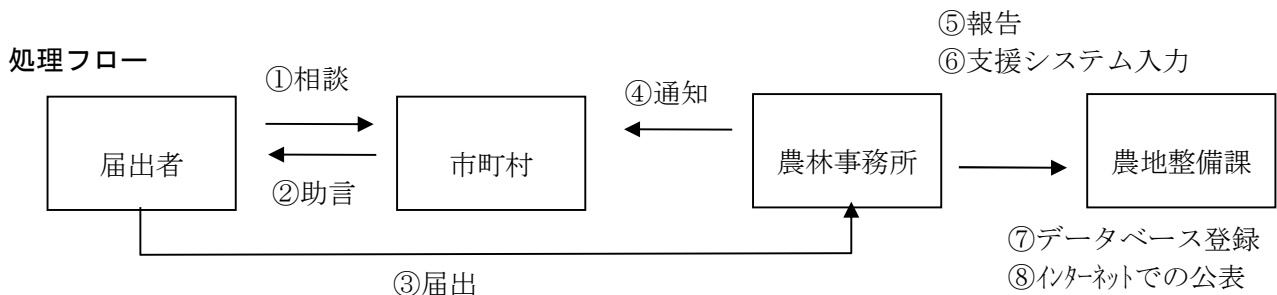 ⑤報告
処理フロー
⑥支援システム入力
①相談
④通知
届出者
市町村
農林事務所
農地整備課
②助言
⑦データベース登録
③届出
⑧インターネットでの公表